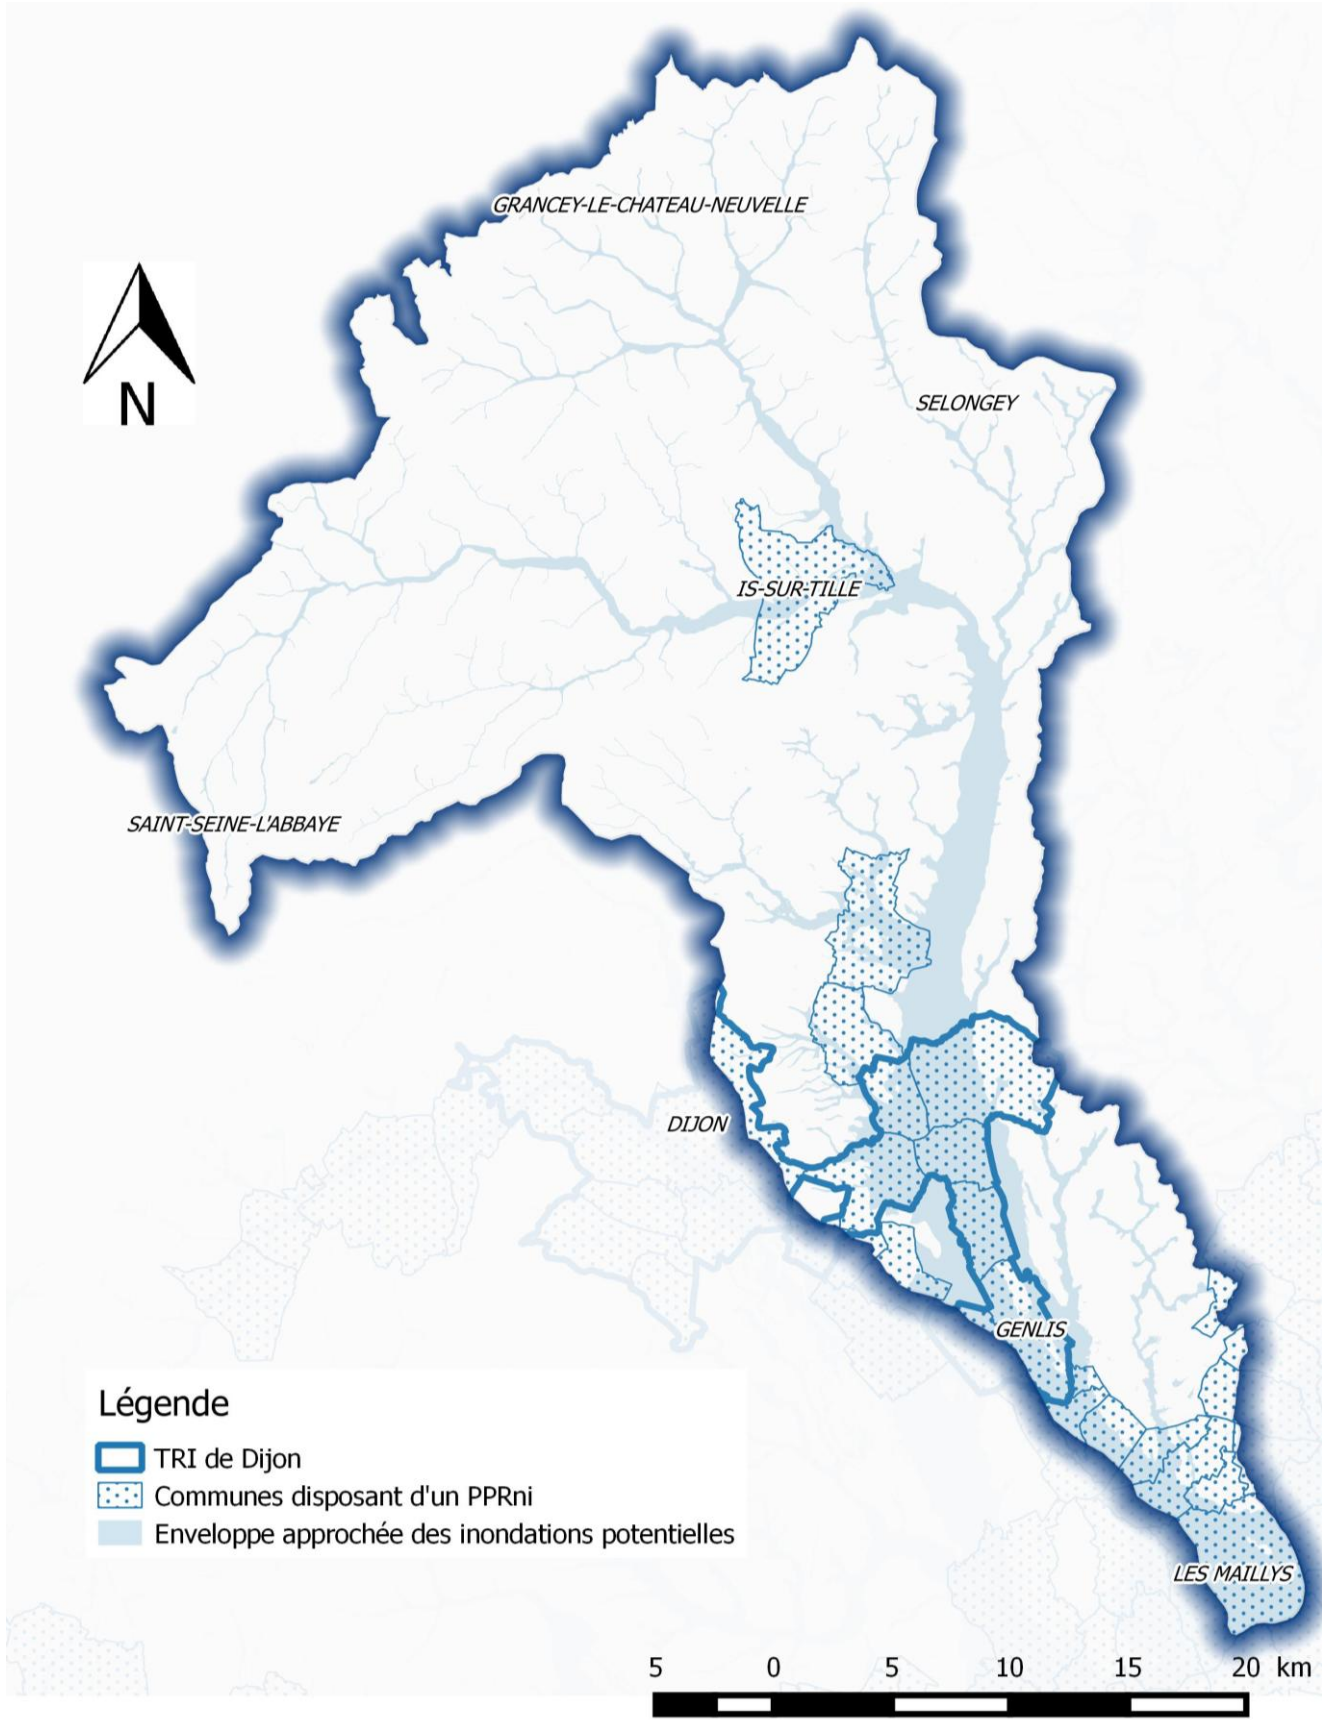 GRANCEY-LE-CHATEAU-NEUVELLE
N
SELONGEY
IS-SUR-TILLE
SAINT-SEINE-L'ABBAYE
DIJON
GENLIS
Légende
TRI de Dijon
Communes disposant d'un PPRni
Enveloppe approchée des inondations potentielles
LES MAILLYS
5 0 5 10 15 20 km